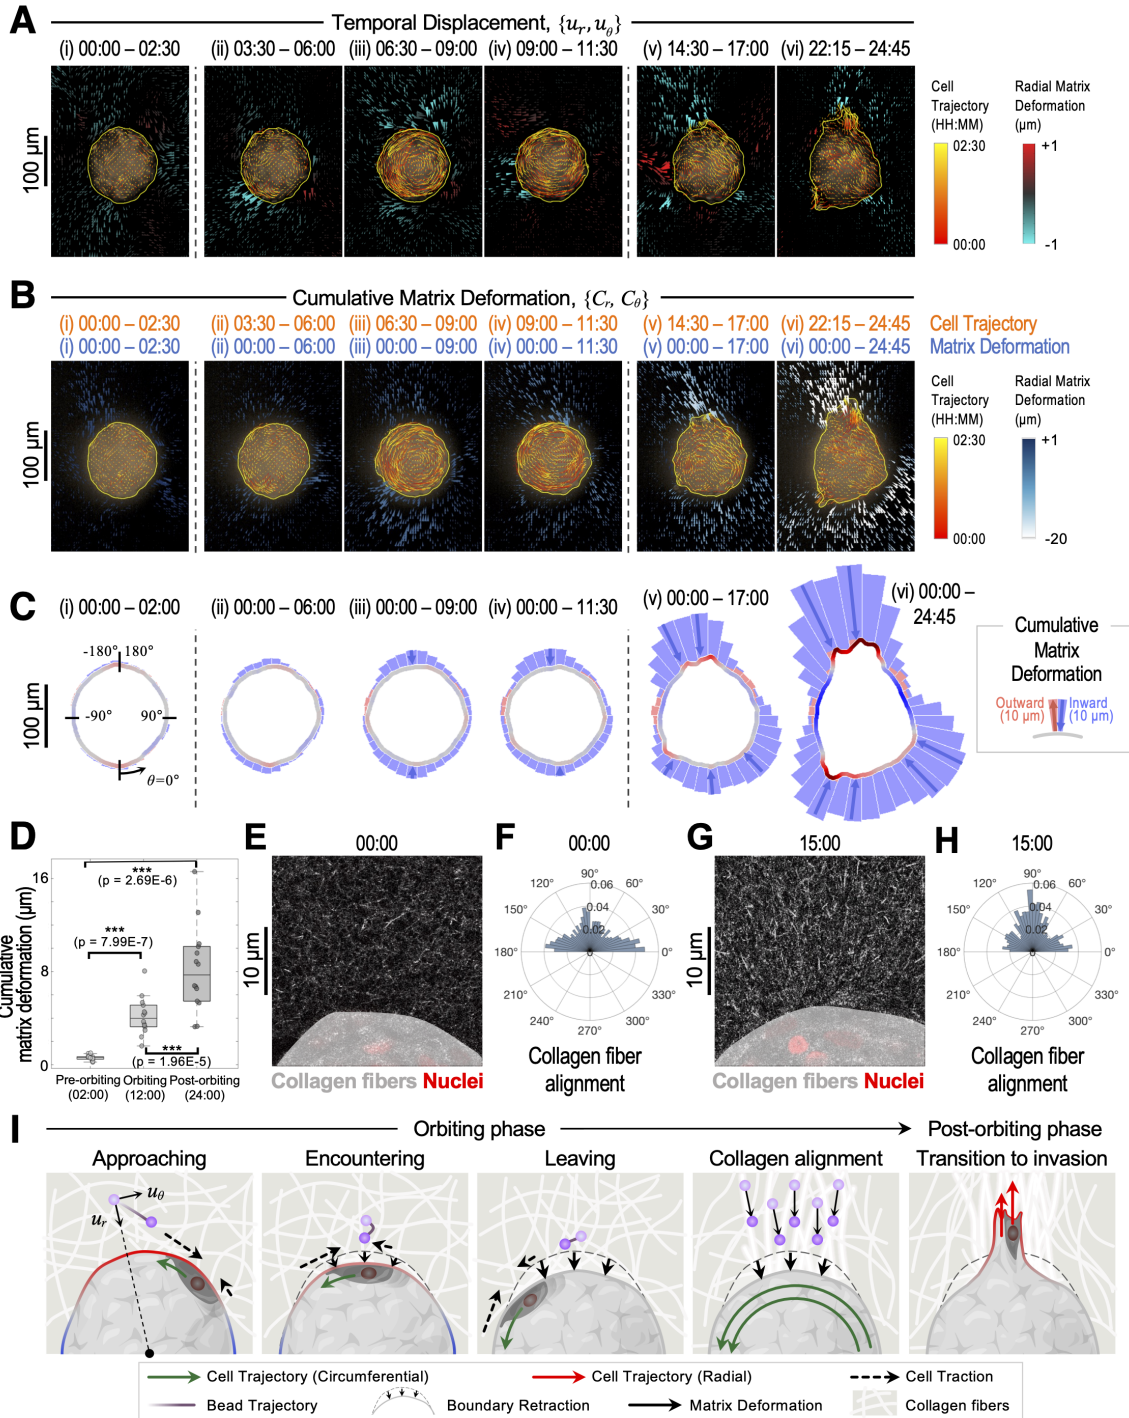 A
Temporal Displacement, {u_r, u_θ}
(i) 00:00 – 02:30
(ii) 03:30 – 06:00
(iii) 06:30 – 09:00
(iv) 09:00 – 11:30
(v) 14:30 – 17:00
(vi) 22:15 – 24:45
100 μm
Cell
Trajectory
(HH:MM)
02:30
00:00
Radial Matrix
Deformation
(μm)
+1
-1
B
Cumulative Matrix Deformation, {C_r, C_θ}
(i) 00:00 – 02:30
(ii) 03:30 – 06:00
(iii) 06:30 – 09:00
(iv) 09:00 – 11:30
(v) 14:30 – 17:00
(vi) 22:15 – 24:45
Cell Trajectory
(i) 00:00 – 02:30
(ii) 00:00 – 06:00
(iii) 00:00 – 09:00
(iv) 00:00 – 11:30
(v) 00:00 – 17:00
(vi) 00:00 – 24:45
Matrix Deformation
100 μm
Cell
Trajectory
(HH:MM)
02:30
00:00
Radial Matrix
Deformation
(μm)
+1
-20
C
(i) 00:00 – 02:00
(ii) 00:00 – 06:00
(iii) 00:00 – 09:00
(iv) 00:00 – 11:30
(v) 00:00 – 17:00
(vi) 00:00 –
24:45
100 μm
-180°
180°
-90°
90°
θ=0°
Cumulative
Matrix
Deformation
Outward
(10 μm)
Inward
(10 μm)
D
Cumulative
matrix deformation (μm)
16
8
0
***
(p = 2.69E-6)
***
(p = 7.99E-7)
***
(p = 1.96E-5)
Pre-orbiting
(02:00)
Orbiting
(12:00)
Post-orbiting
(24:00)
E
00:00
10 μm
Collagen fibers Nuclei
F
00:00
90°
60°
30°
0°
330°
300°
270°
240°
210°
180°
150°
120°
0.06
0.04
0.02
0
Collagen fiber
alignment
G
15:00
10 μm
Collagen fibers Nuclei
H
15:00
90°
60°
30°
0°
330°
300°
270°
240°
210°
180°
150°
120°
0.06
0.04
0.02
0
Collagen fiber
alignment
I
Orbiting phase
Post-orbiting phase
Approaching
Encountering
Leaving
Collagen alignment
Transition to invasion
u_θ
u_r
Cell Trajectory (Circumferential)
Cell Trajectory (Radial)
Cell Traction
Bead Trajectory
Boundary Retraction
Matrix Deformation
Collagen fibers